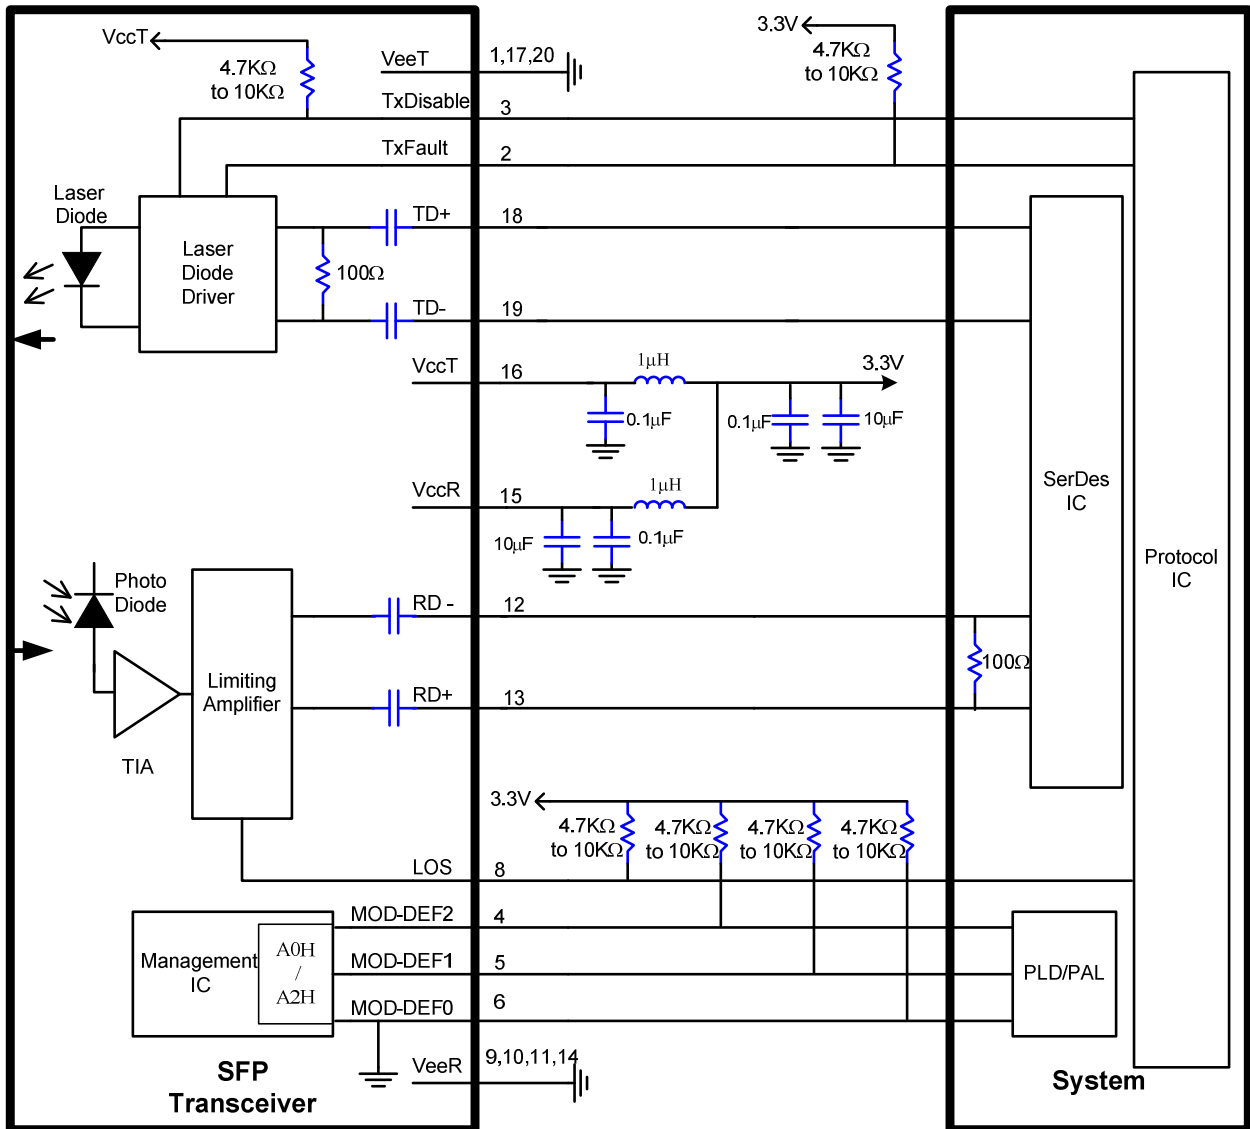 VccT
4.7KΩ
to 10KΩ
VeeT
1,17,20
3.3V
4.7KΩ
to 10KΩ
TxDisable
3
TxFault
2
Laser
Diode
Laser
Diode
Driver
TD+
18
100Ω
TD-
19
VccT
16
1μH
3.3V
0.1μF
0.1μF
10μF
VccR
15
1μH
10μF
0.1μF
SerDes
IC
Protocol
IC
Photo
Diode
RD -
12
100Ω
Limiting
Amplifier
RD+
13
TIA
3.3V
4.7KΩ
to 10KΩ
4.7KΩ
to 10KΩ
4.7KΩ
to 10KΩ
4.7KΩ
to 10KΩ
LOS
8
MOD-DEF2
4
Management
IC
A0H
/
A2H
MOD-DEF1
5
PLD/PAL
MOD-DEF0
6
VeeR
9,10,11,14
SFP
Transceiver
System